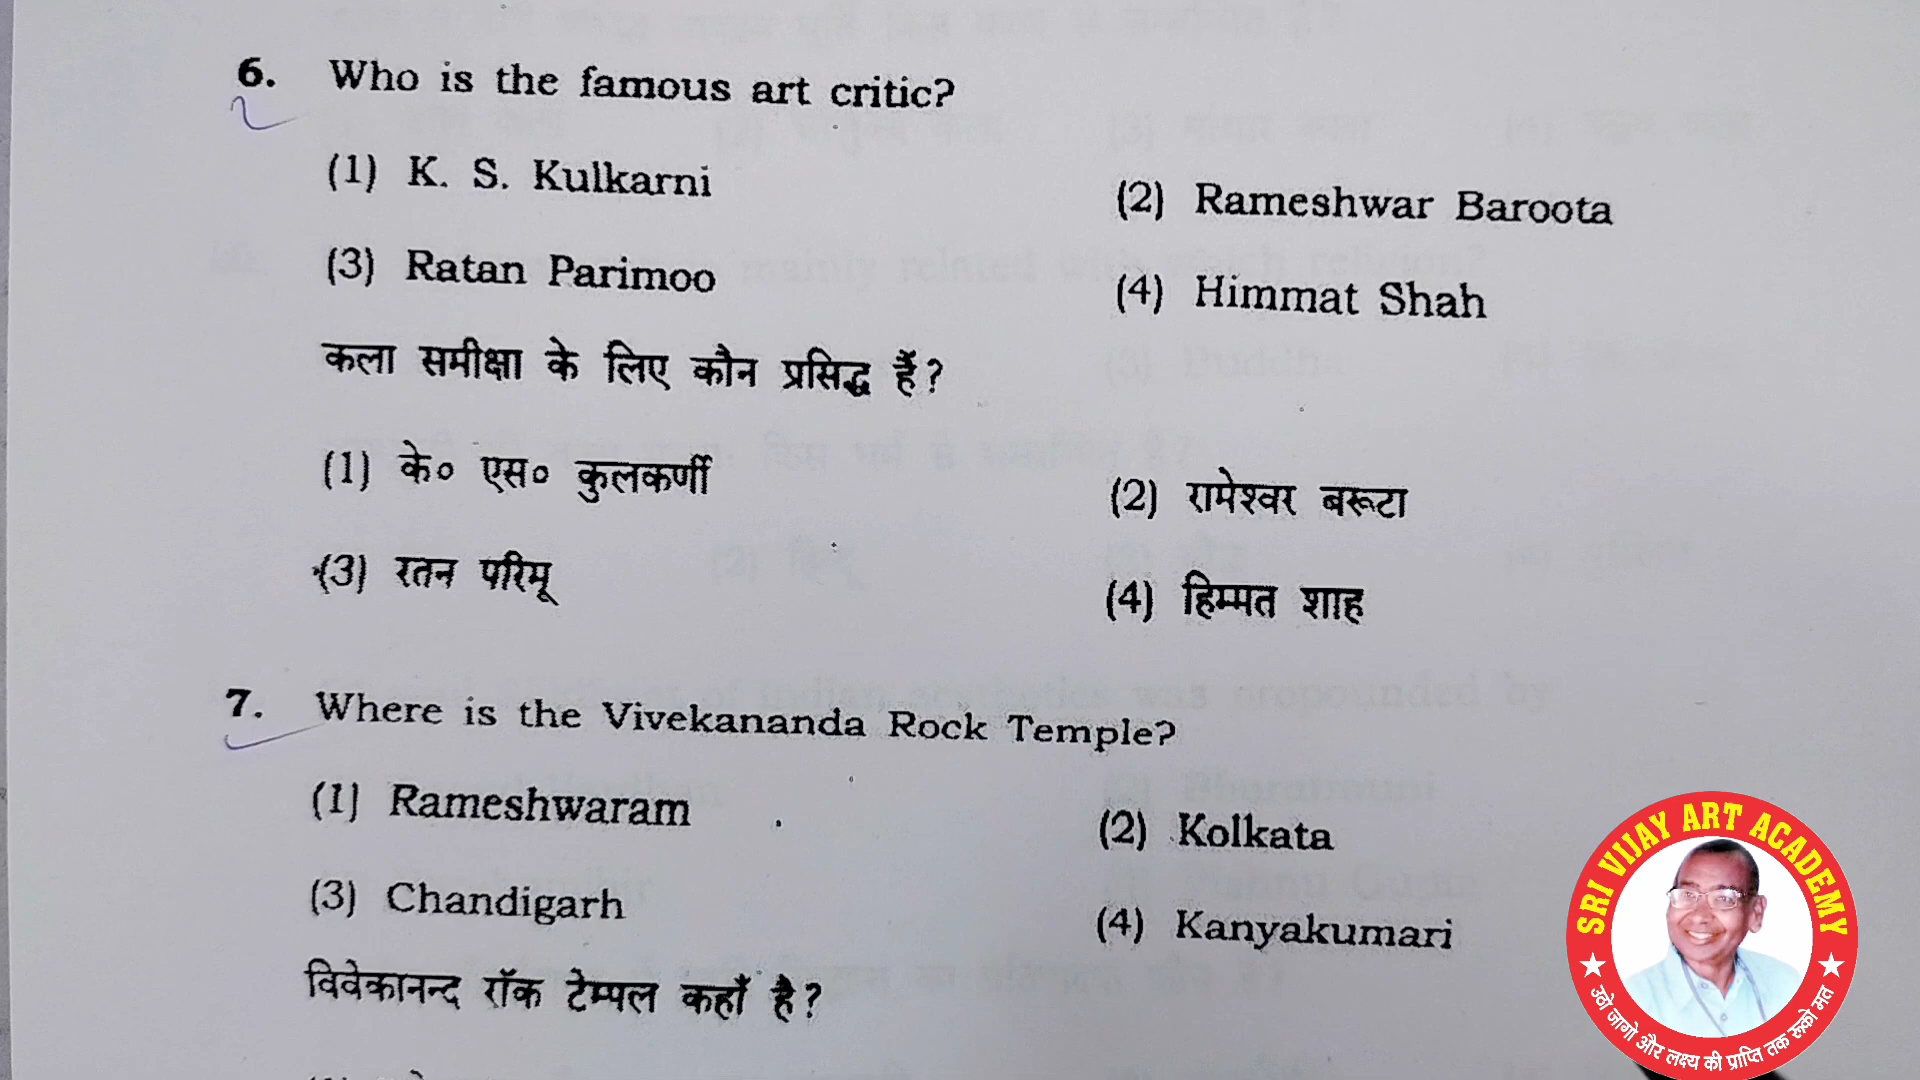 6. Who is the famous art critic?
(1) K. S. Kulkarni (2) Rameshwar Baroota
(3) Ratan Parimoo (4) Himmat Shah
कला समीक्षा के लिए कौन प्रसिद्ध हैं?
(1) के० एस० कुलकर्णी (2) रामेश्वर बरूटा
(3) रतन परिमू (4) हिम्मत शाह
7. Where is the Vivekananda Rock Temple?
(1) Rameshwaram (2) Kolkata
(3) Chandigarh (4) Kanyakumari
विवेकानन्द रॉक टेम्पल कहाँ है?
SRI VIJAY ART ACADEMY
उठो जागो और लक्ष्य की प्राप्ति तक रूको मत